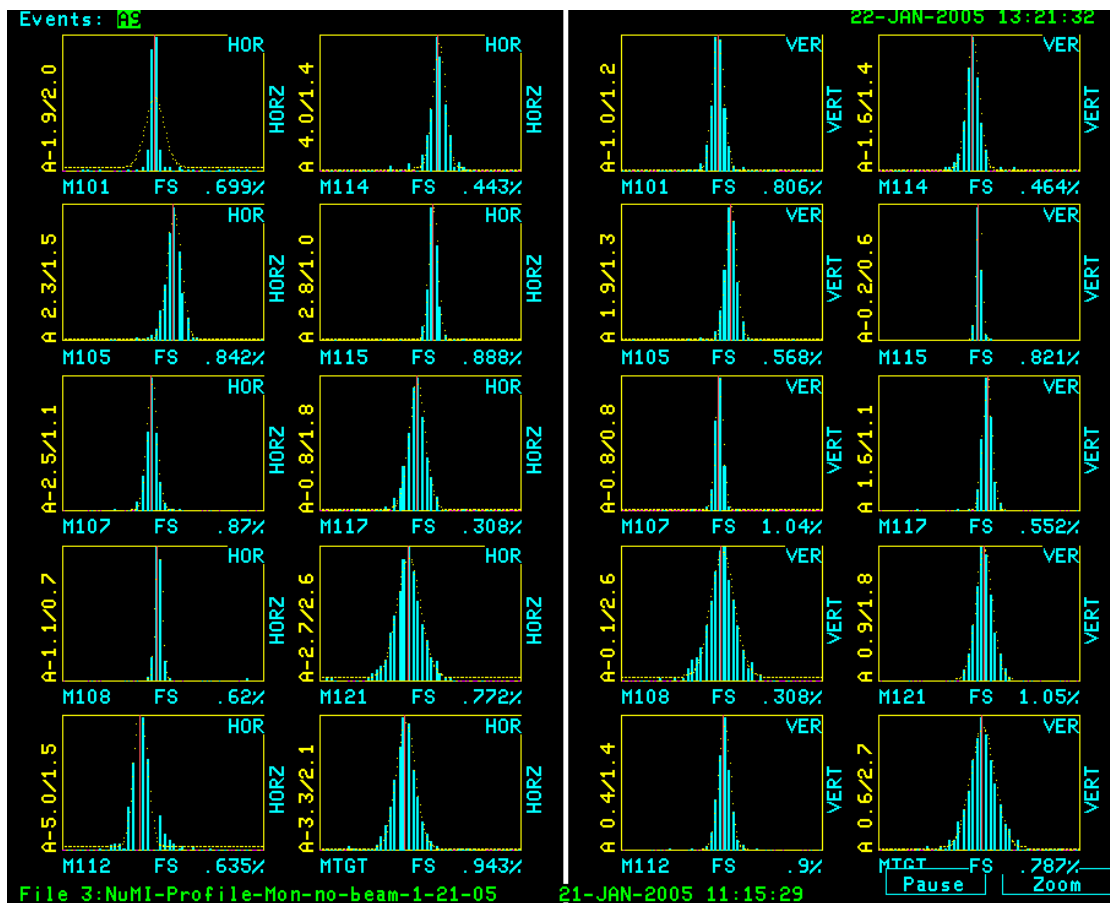 Events: A9
22-JAN-2005 13:21:32
A-1.9/2.0
HOR
HORZ
M101 FS .699%
A 4.0/1.4
HOR
HORZ
M114 FS .443%
A-1.0/1.2
VER
VERT
M101 FS .806%
A-1.6/1.4
VER
VERT
M114 FS .464%
A 2.3/1.5
HOR
HORZ
M105 FS .842%
A 2.8/1.0
HOR
HORZ
M115 FS .888%
A 1.9/1.3
VER
VERT
M105 FS .568%
A-0.2/0.6
VER
VERT
M115 FS .821%
A-2.5/1.1
HOR
HORZ
M107 FS .87%
A-0.8/1.8
HOR
HORZ
M117 FS .308%
A-0.8/0.8
VER
VERT
M107 FS 1.04%
A 1.6/1.1
VER
VERT
M117 FS .552%
A-1.1/0.7
HOR
HORZ
M108 FS .62%
A-2.7/2.6
HOR
HORZ
M121 FS .772%
A-0.1/2.6
VER
VERT
M108 FS .308%
A 0.9/1.8
VER
VERT
M121 FS 1.05%
A-5.0/1.5
HOR
HORZ
M112 FS .635%
A-3.3/2.1
HOR
HORZ
MTGT FS .943%
A 0.4/1.4
VER
VERT
M112 FS .9%
A 0.6/2.7
VER
VERT
MTGT FS .787%
Pause Zoom
File 3:NuMI-Profile-Mon-no-beam-1-21-05 21-JAN-2005 11:15:29